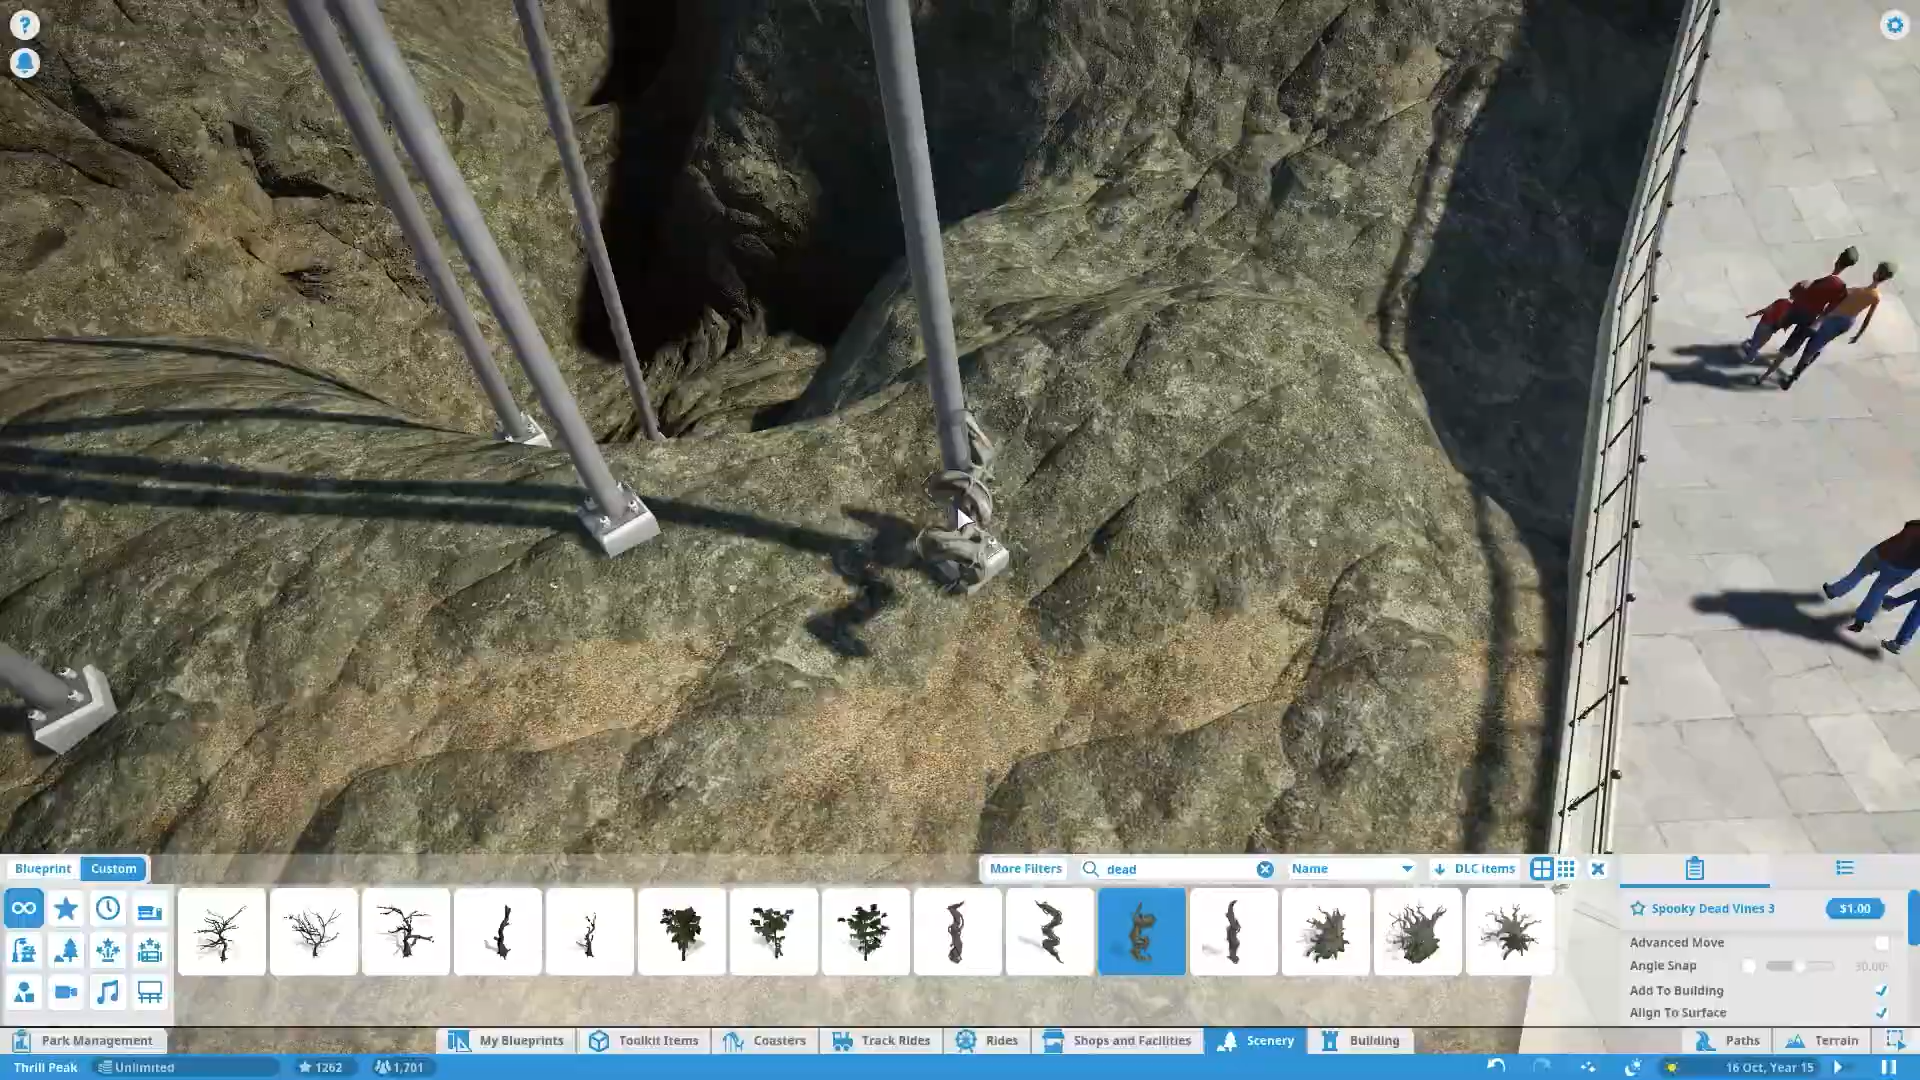 ?
Blueprint Custom More Filters dead Name DLC items
Spooky Dead Vines 3 $1.00
Advanced Move
Angle Snap 30.00°
Add To Building
Align To Surface
Park Management My Blueprints Toolkit Items Coasters Track Rides Rides Shops and Facilities Scenery Building Paths Terrain
Thrill Peak Unlimited 1262 1,701 16 Oct, Year 15